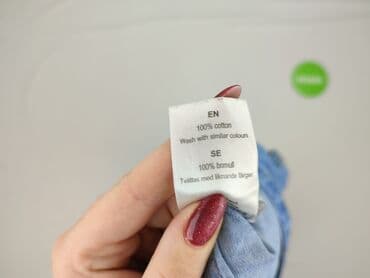 EN
100% cotton
Wash with similar colours
SE
100% bomull
Tvättas med liknande färger